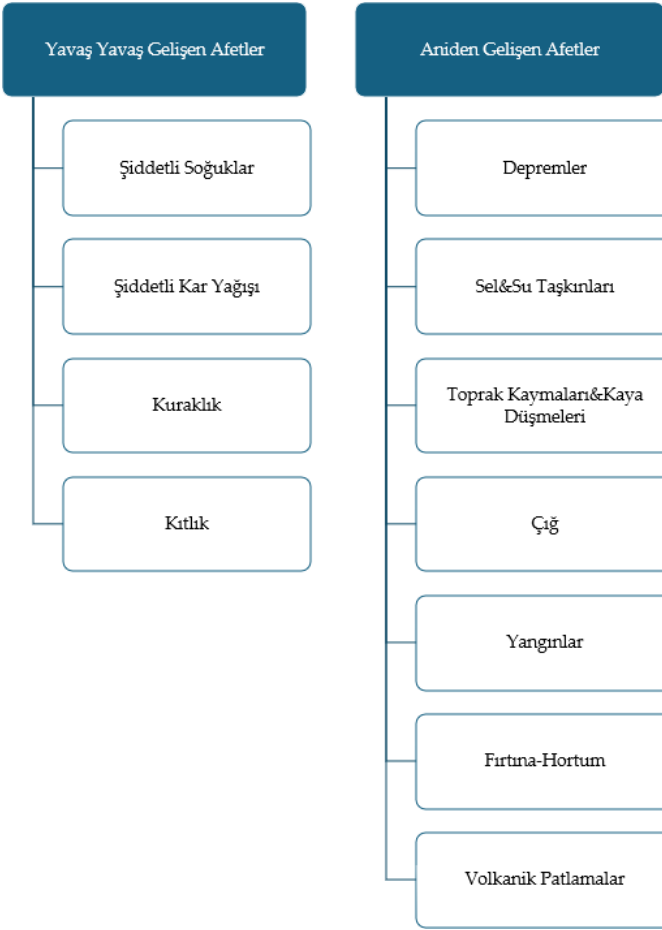 Yavaş Yavaş Gelişen Afetler
Şiddetli Soğuklar
Şiddetli Kar Yağışı
Kuraklık
Kıtlık
Aniden Gelişen Afetler
Depremler
Sel&Su Taşkınları
Toprak Kaymaları&Kaya
Düşmeleri
Çığ
Yangınlar
Fırtına-Hortum
Volkanik Patlamalar